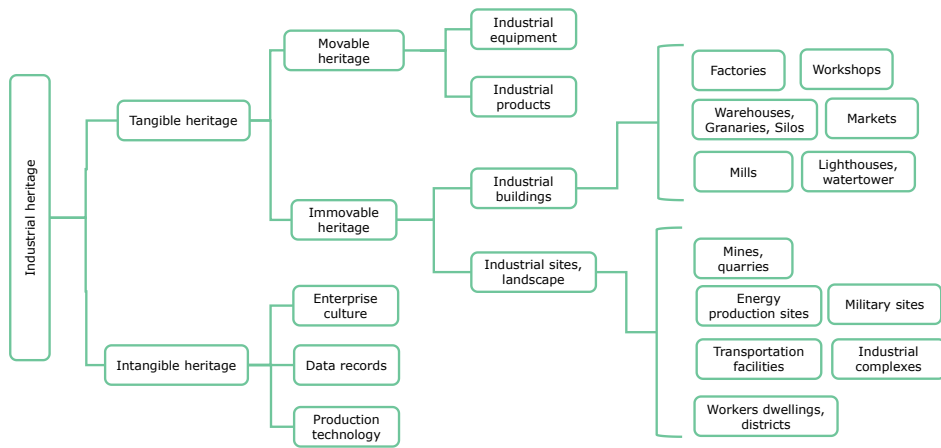 Industrial heritage
Tangible heritage
Intangible heritage
Movable
heritage
Immovable
heritage
Enterprise
culture
Data records
Production
technology
Industrial
equipment
Industrial
products
Industrial
buildings
Industrial sites,
landscape
Factories
Workshops
Warehouses,
Granaries, Silos
Markets
Mills
Lighthouses,
watertower
Mines,
quarries
Energy
production sites
Military sites
Transportation
facilities
Industrial
complexes
Workers dwellings,
districts